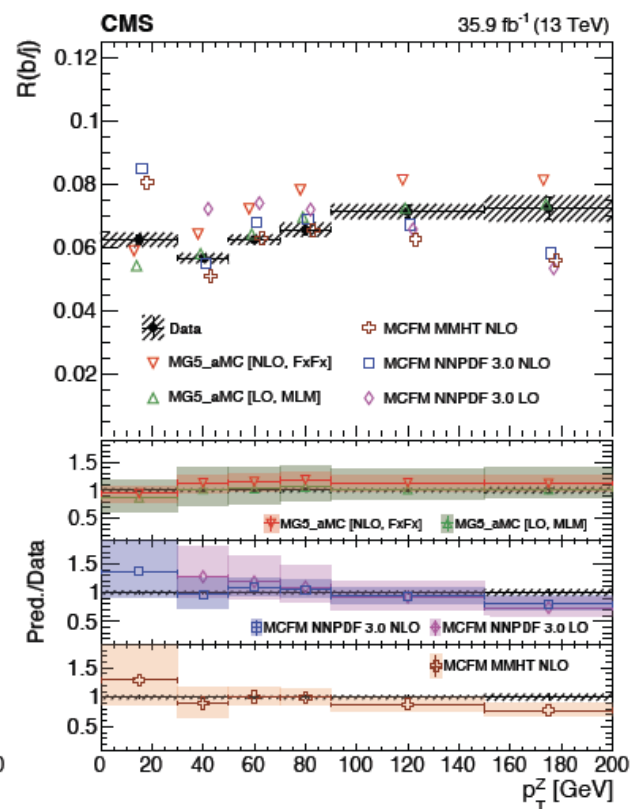 CMS 35.9 fb⁻¹ (13 TeV)
R(b/j)
0.12
0.1
0.08
0.06
0.04
0.02
Data
MG5_aMC [NLO, FxFx]
MG5_aMC [LO, MLM]
MCFM MMHT NLO
MCFM NNPDF 3.0 NLO
MCFM NNPDF 3.0 LO
Pred./Data
1.5
1
0.5
MG5_aMC [NLO, FxFx] MG5_aMC [LO, MLM]
1.5
1
0.5
MCFM NNPDF 3.0 NLO MCFM NNPDF 3.0 LO
1.5
1
0.5
MCFM MMHT NLO
0 0 20 40 60 80 100 120 140 160 180 200
p_T^Z [GeV]